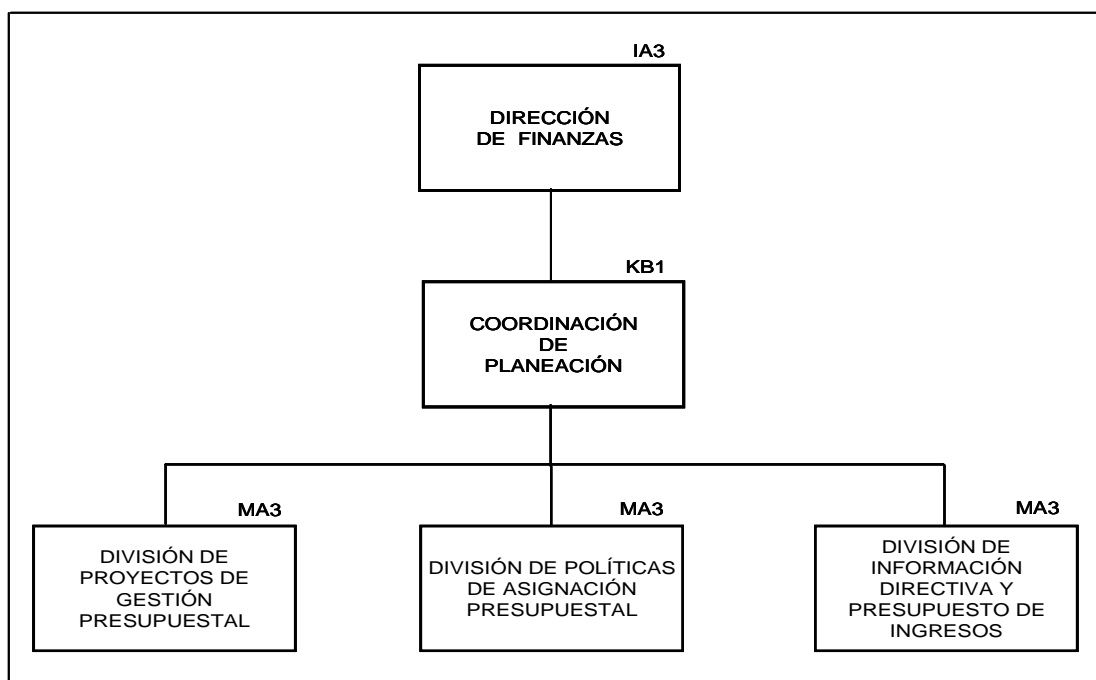 IA3
DIRECCIÓN
DE FINANZAS
KB1
COORDINACIÓN
DE
PLANEACIÓN
MA3
DIVISIÓN DE
PROYECTOS DE
GESTIÓN
PRESUPUESTAL
MA3
DIVISIÓN DE POLÍTICAS
DE ASIGNACIÓN
PRESUPUESTAL
MA3
DIVISIÓN DE
INFORMACIÓN
DIRECTIVA Y
PRESUPUESTO DE
INGRESOS